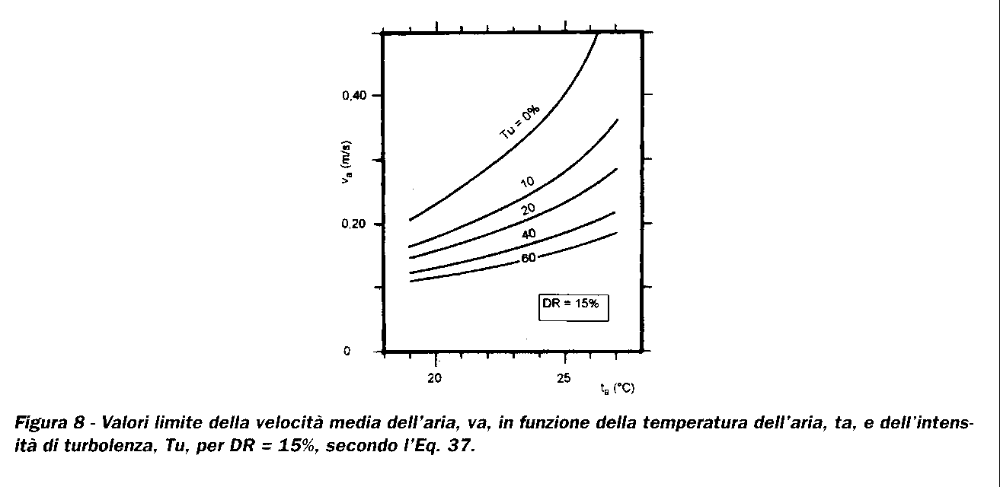 0,40
Tu = 0%
vₐ (m/s)
10
20
0,20
40
60
DR = 15%
0
20
25
tₐ (°C)
Figura 8 - Valori limite della velocità media dell'aria, va, in funzione della temperatura dell'aria, ta, e dell'intens-
ità di turbolenza, Tu, per DR = 15%, secondo l'Eq. 37.